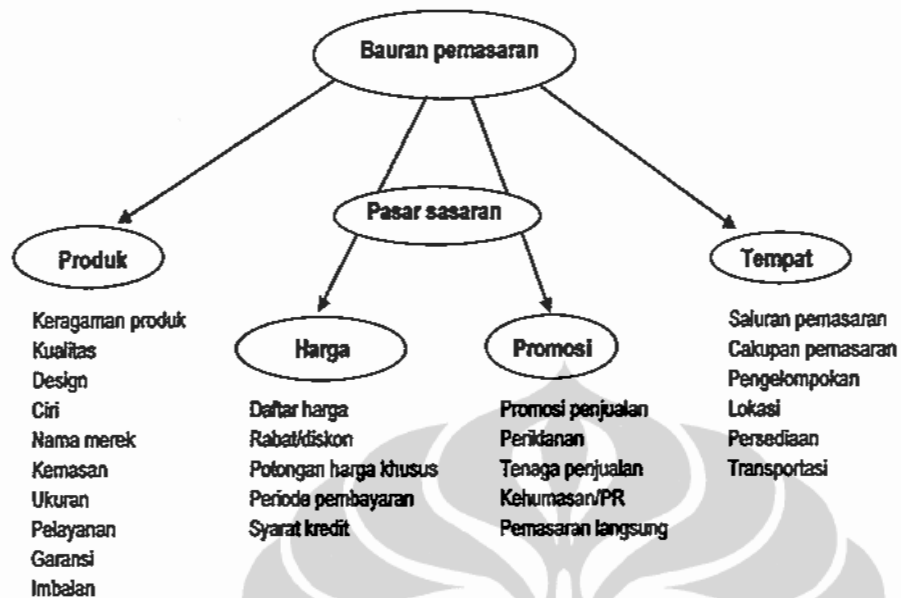 Bauran pemasaran
Pasar sasaran
Produk
Keragaman produk
Kualitas
Design
Ciri
Nama merek
Kemasan
Ukuran
Pelayanan
Garansi
Imbalan
Harga
Daftar harga
Rabat/diskon
Potongan harga khusus
Periode pembayaran
Syarat kredit
Promosi
Promosi penjualan
Periklanan
Tenaga penjualan
Kehumasan/PR
Pemasaran langsung
Tempat
Saluran pemasaran
Cakupan pemasaran
Pengelompokan
Lokasi
Persediaan
Transportasi